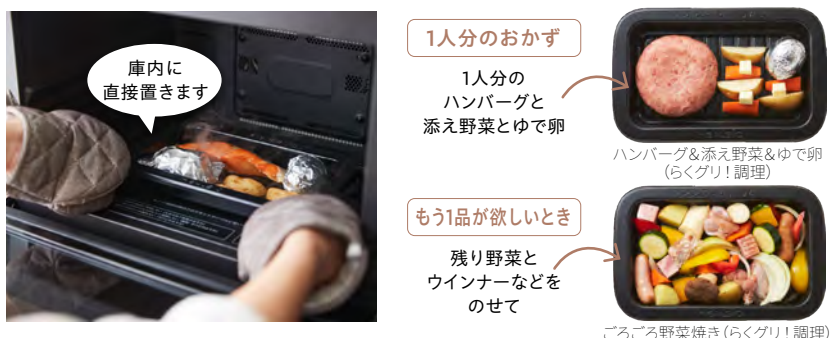 庫内に
直接置きます
1人分のおかず
1人分の
ハンバーグと
添え野菜とゆで卵
ハンバーグ&添え野菜&ゆで卵
(らくグリ!調理)
もう1品が欲しいとき
残り野菜と
ウインナーなどを
のせて
ごろごろ野菜焼き(らくグリ!調理)